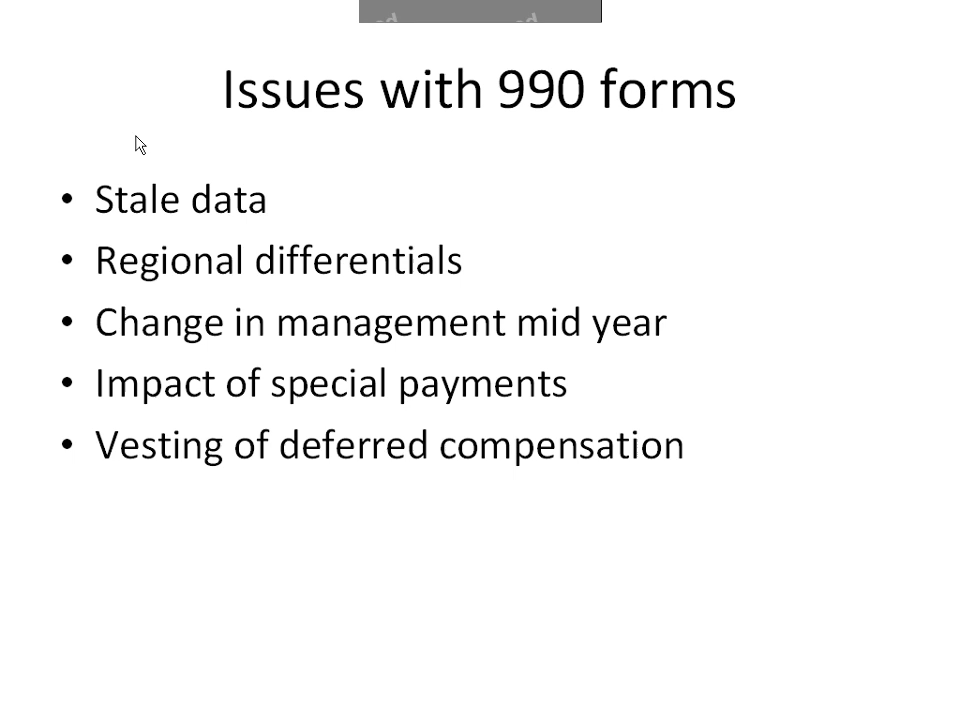 Issues with 990 forms
• Stale data
• Regional differentials
• Change in management mid year
• Impact of special payments
• Vesting of deferred compensation